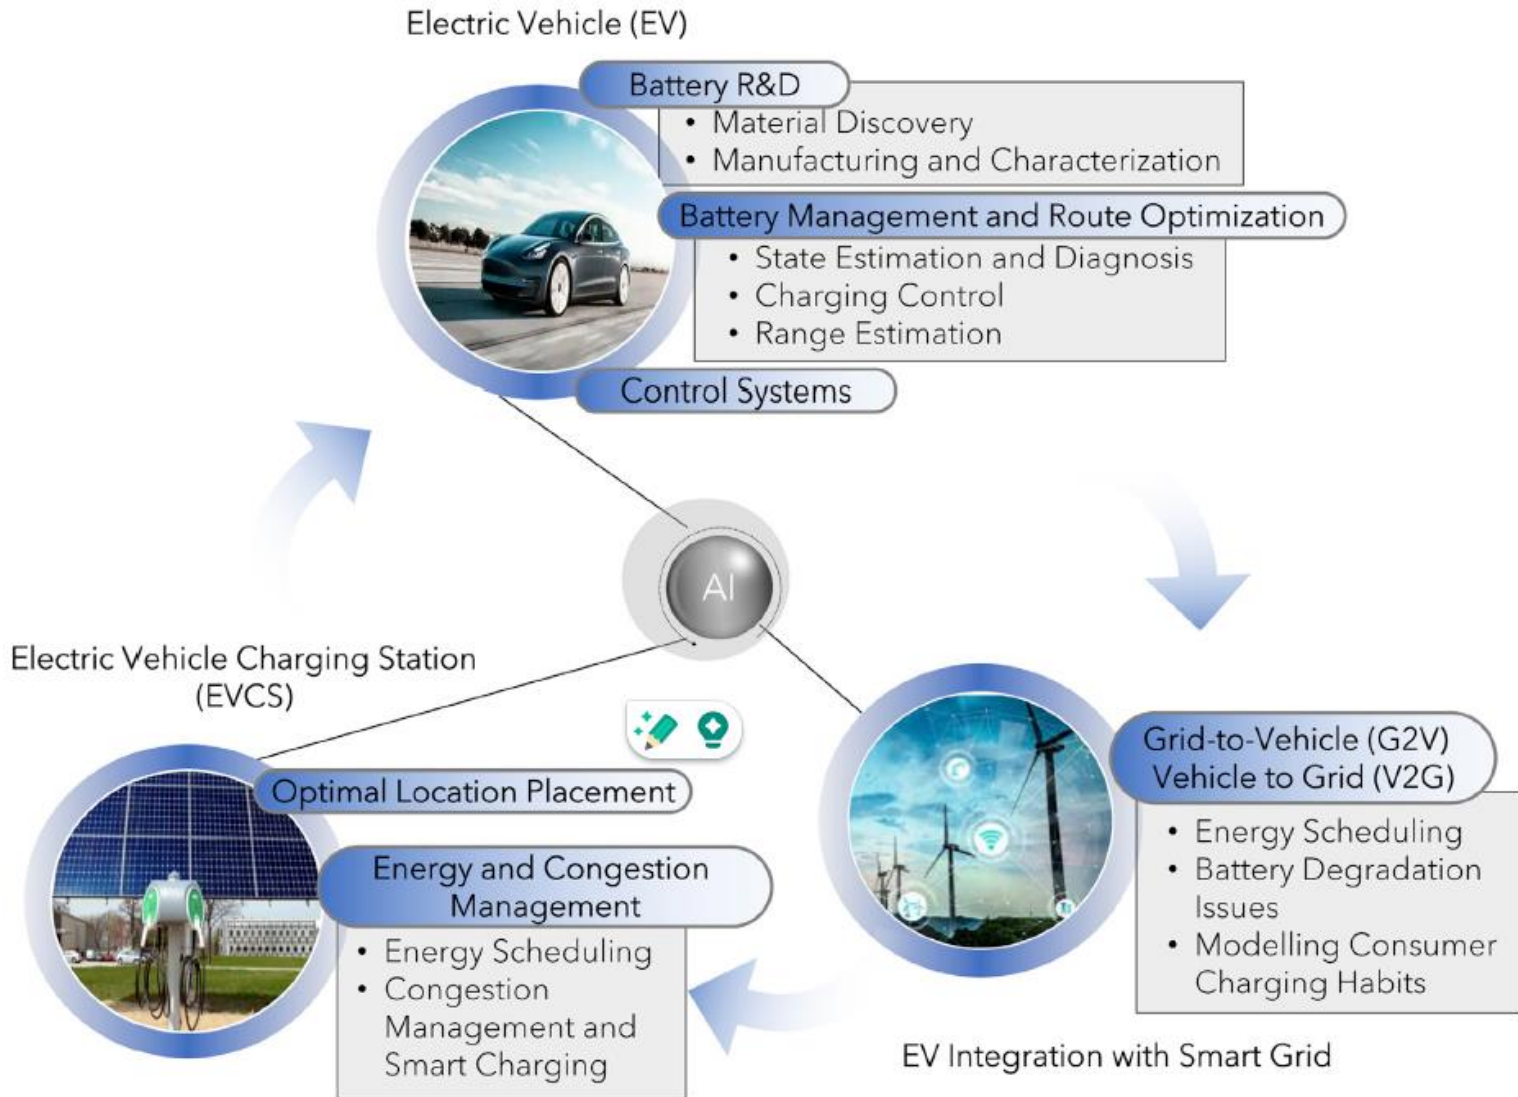 Electric Vehicle (EV)
Battery R&D
• Material Discovery
• Manufacturing and Characterization
Battery Management and Route Optimization
• State Estimation and Diagnosis
• Charging Control
• Range Estimation
Control Systems
AI
Electric Vehicle Charging Station
(EVCS)
Optimal Location Placement
Energy and Congestion
Management
• Energy Scheduling
• Congestion
Management and
Smart Charging
Grid-to-Vehicle (G2V)
Vehicle to Grid (V2G)
• Energy Scheduling
• Battery Degradation
Issues
• Modelling Consumer
Charging Habits
EV Integration with Smart Grid